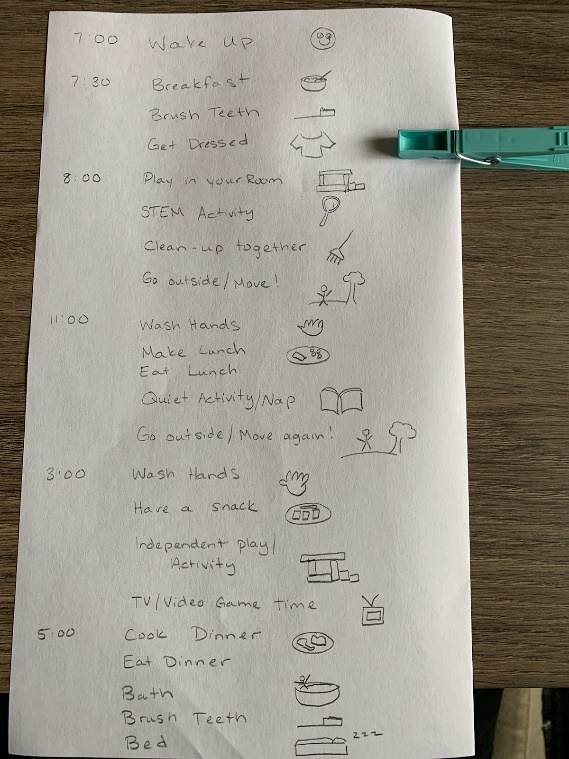 7:00 Wake Up
7:30 Breakfast
Brush Teeth
Get Dressed
8:00 Play in your Room
STEM Activity
Clean-up together
Go outside/Move!
11:00 Wash Hands
Make Lunch
Eat Lunch
Quiet Activity/Nap
Go outside/Move again!
3:00 Wash Hands
Have a snack
Independent play/
Activity
TV/Video Game Time
5:00 Cook Dinner
Eat Dinner
Bath
Brush Teeth
Bed zzz